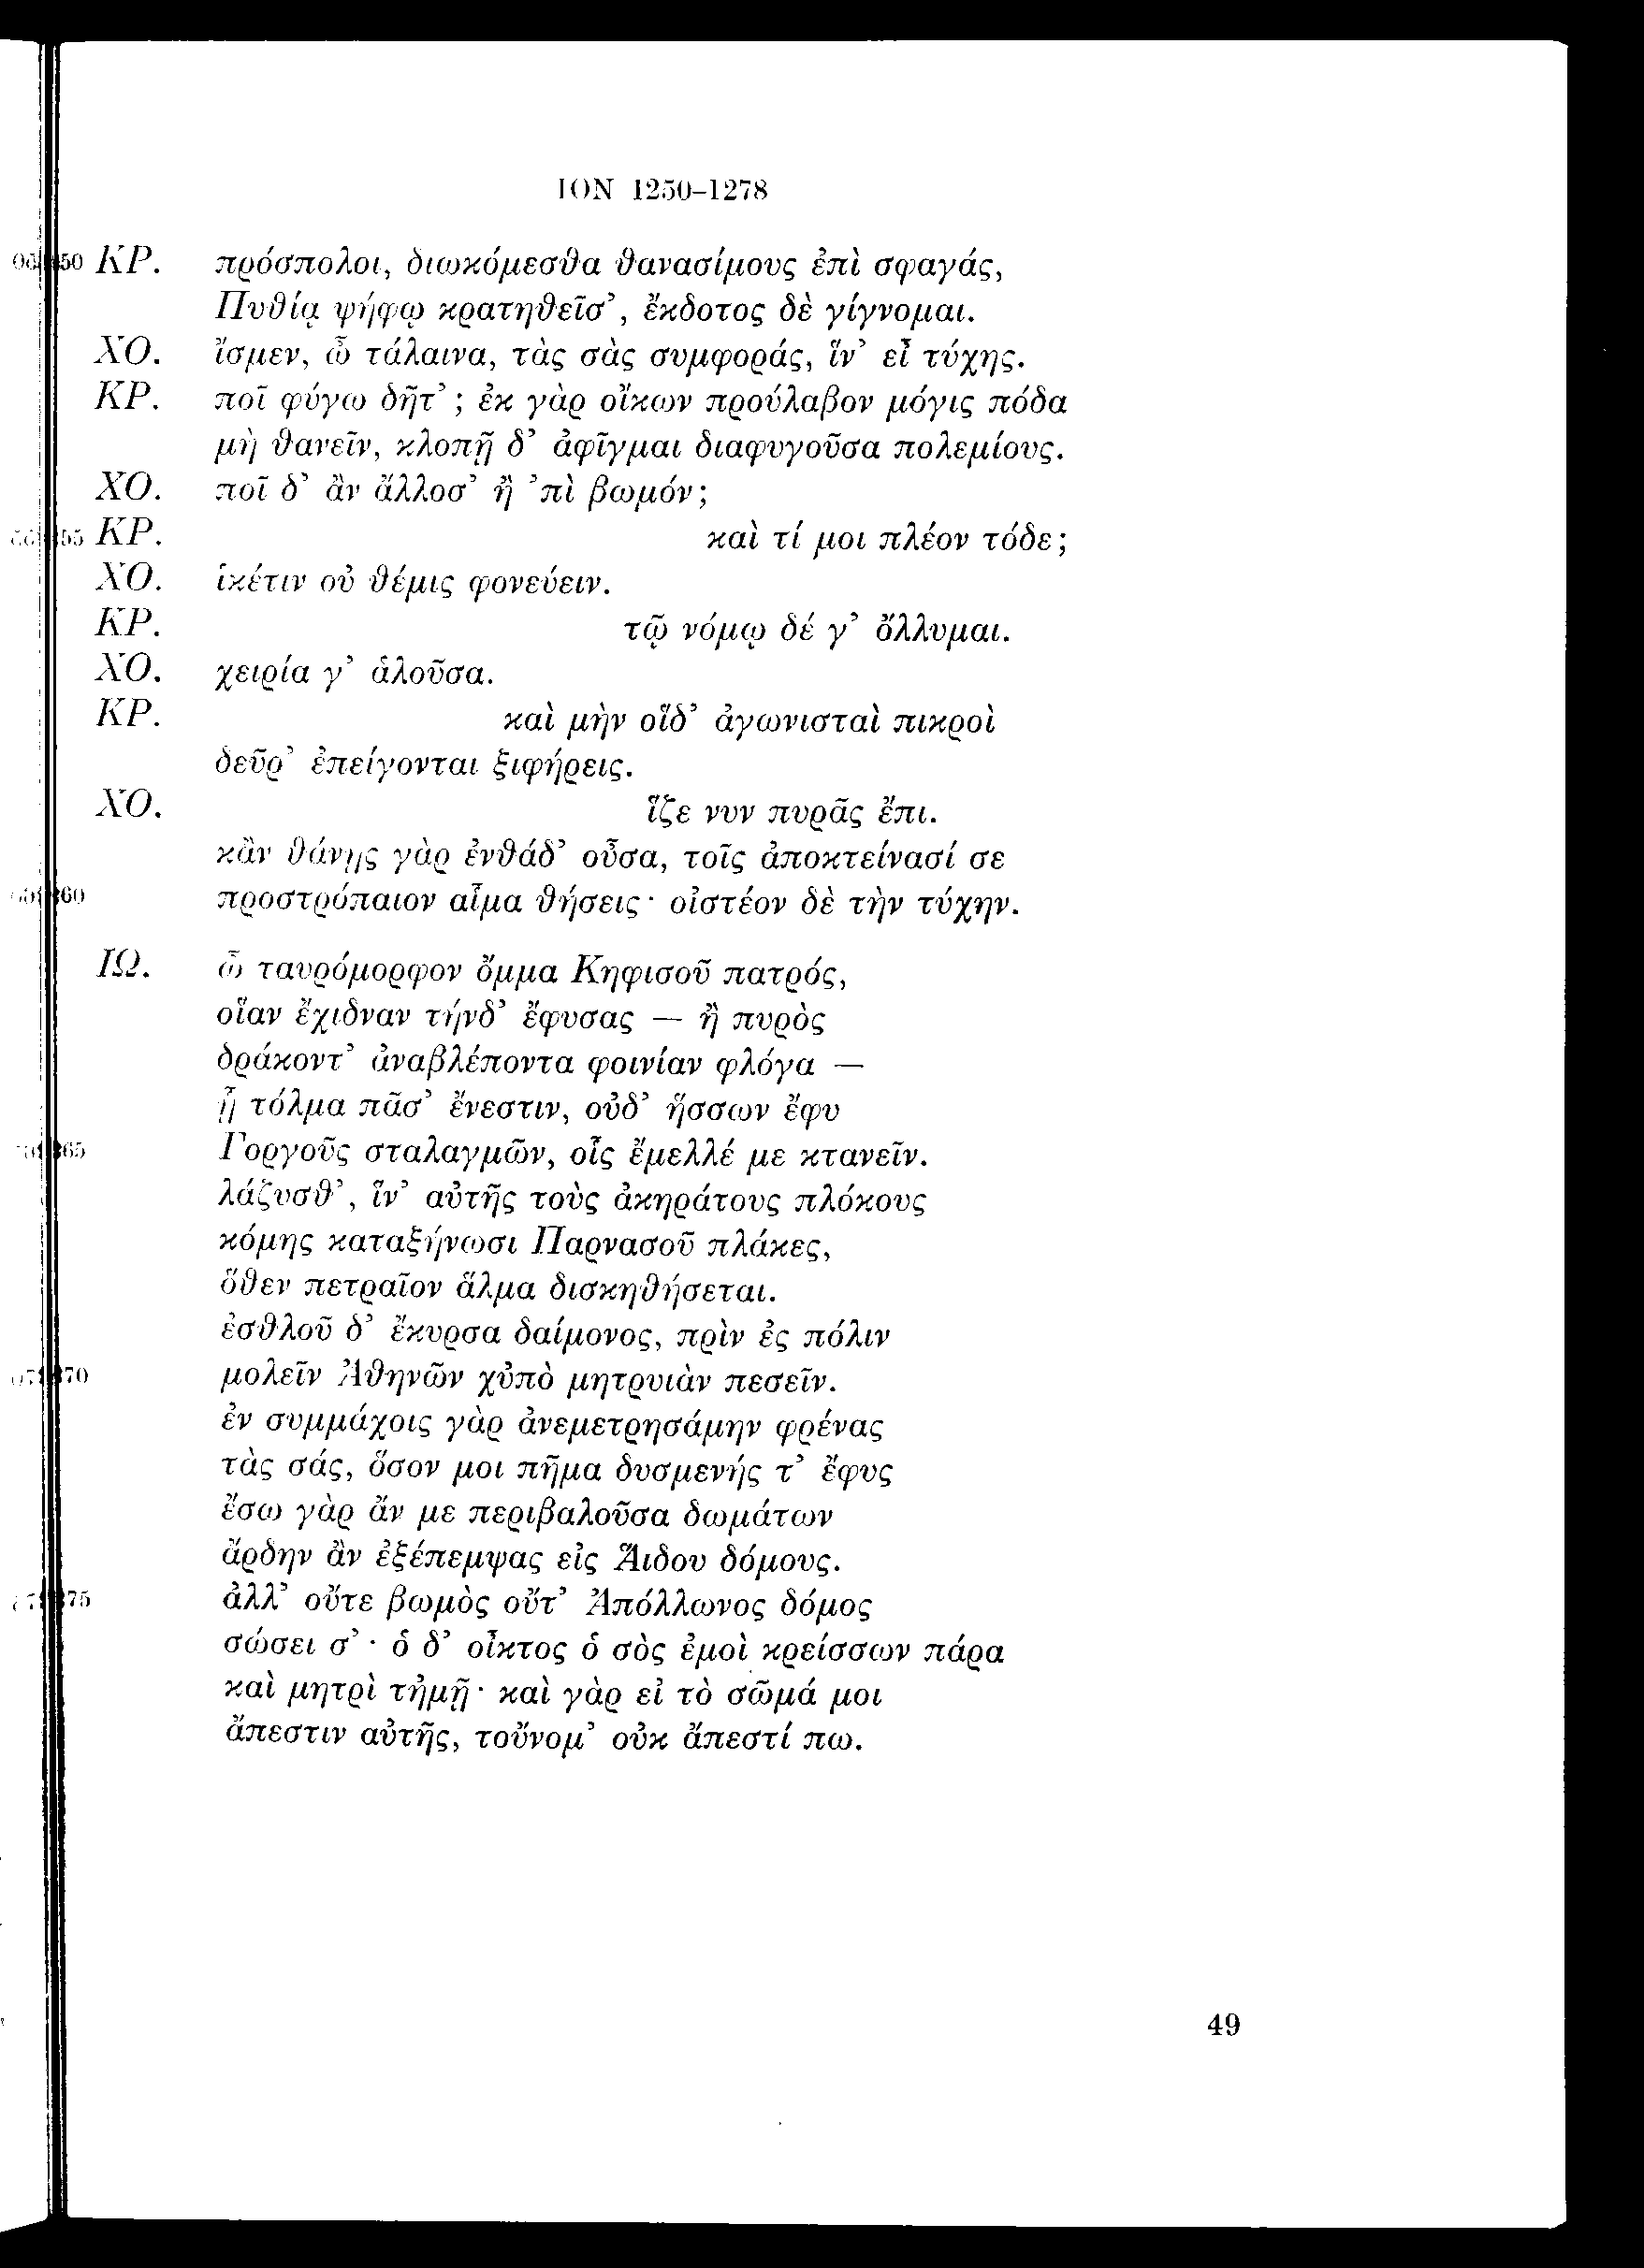 ION 1250–1278
50 ΚΡ. πρόσπολοι, διωκόμεσθα θανασίμους ἐπὶ σφαγάς,
Πυθίᾳ ψήφῳ κρατηθεῖσ’, ἔκδοτος δὲ γίγνομαι.
ΧΟ. ἴσμεν, ὦ τάλαινα, τὰς σὰς συμφοράς, ἵν’ εἶ τύχης.
ΚΡ. ποῖ φύγω δῆτ’; ἐκ γὰρ οἴκων προύλαβον μόγις πόδα
μὴ θανεῖν, κλοπῇ δ’ ἀφῖγμαι διαφυγοῦσα πολεμίους.
ΧΟ. ποῖ δ’ ἂν ἄλλοσ’ ἢ ’πὶ βωμόν;
55 ΚΡ. καὶ τί μοι πλέον τόδε;
ΧΟ. ἱκέτιν οὐ θέμις φονεύειν.
ΚΡ. τῷ νόμῳ δέ γ’ ὄλλυμαι.
ΧΟ. χειρία γ’ ἁλοῦσα.
ΚΡ. καὶ μὴν οἵδ’ ἀγωνισταὶ πικροὶ
δεῦρ’ ἐπείγονται ξιφήρεις.
ΧΟ. ἵζε νυν πυρᾶς ἔπι.
κἂν θάνῃς γὰρ ἐνθάδ’ οὖσα, τοῖς ἀποκτείνασί σε
60 προστρόπαιον αἷμα θήσεις· οἰστέον δὲ τὴν τύχην.
ΙΩ. ὦ ταυρόμορφον ὄμμα Κηφισοῦ πατρός,
οἵαν ἔχιδναν τήνδ’ ἔφυσας — ἢ πυρὸς
δράκοντ’ ἀναβλέποντα φοινίαν φλόγα —
ᾗ τόλμα πᾶσ’ ἔνεστιν, οὐδ’ ἥσσων ἔφυ
65 Γοργοῦς σταλαγμῶν, οἷς ἔμελλέ με κτανεῖν.
λάζυσθ’, ἵν’ αὐτῆς τοὺς ἀκηράτους πλόκους
κόμης καταξήνωσι Παρνασοῦ πλάκες,
ὅθεν πετραῖον ἅλμα δισκηθήσεται.
ἐσθλοῦ δ’ ἔκυρσα δαίμονος, πρὶν ἐς πόλιν
70 μολεῖν Ἀθηνῶν χὐπὸ μητρυιὰν πεσεῖν.
ἐν συμμάχοις γὰρ ἀνεμετρησάμην φρένας
τὰς σάς, ὅσον μοι πῆμα δυσμενής τ’ ἔφυς
ἔσω γὰρ ἄν με περιβαλοῦσα δωμάτων
ἄρδην ἂν ἐξέπεμψας εἰς Ἅιδου δόμους.
75 ἀλλ’ οὔτε βωμὸς οὔτ’ Ἀπόλλωνος δόμος
σώσει σ’· ὁ δ’ οἶκτος ὁ σὸς ἐμοὶ κρείσσων πάρα
καὶ μητρὶ τἠμῇ· καὶ γὰρ εἰ τὸ σῶμά μοι
ἄπεστιν αὐτῆς, τοὔνομ’ οὐκ ἄπεστί πω.
49